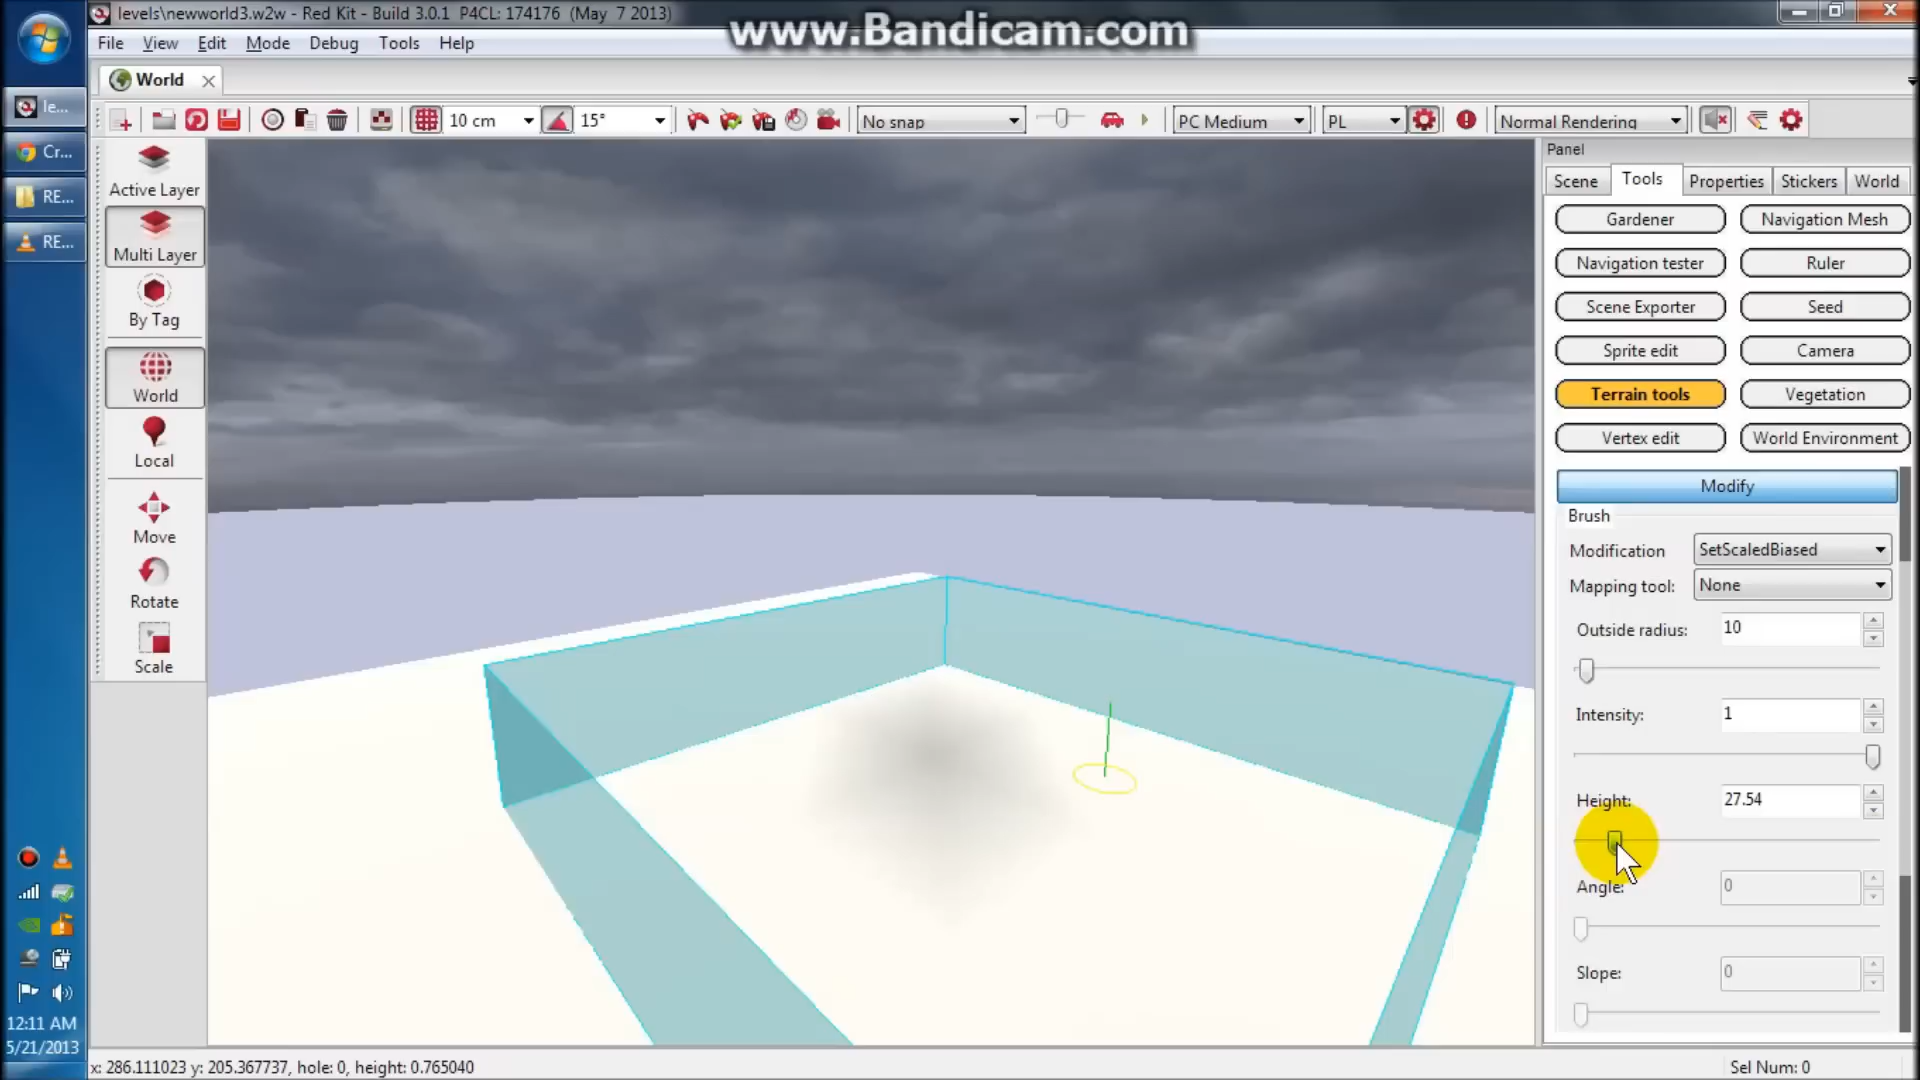 levels\newworld3.w2w - Red Kit - Build 3.0.1  P4CL: 174176  (May  7 2013)
www.Bandicam.com
File View Edit Mode Debug Tools Help
World
10 cm 15° No snap PC Medium PL Normal Rendering
le...
Cr...
RE...
RE...
Active Layer
Multi Layer
By Tag
World
Local
Move
Rotate
Scale
Panel
Scene Tools Properties Stickers World
Gardener Navigation Mesh
Navigation tester Ruler
Scene Exporter Seed
Sprite edit Camera
Terrain tools Vegetation
Vertex edit World Environment
Modify
Brush
Modification SetScaledBiased
Mapping tool: None
Outside radius: 10
Intensity: 1
Height: 27.54
Angle: 0
Slope: 0
12:11 AM
5/21/2013
x: 286.111023 y: 205.367737, hole: 0, height: 0.765040
Sel Num: 0